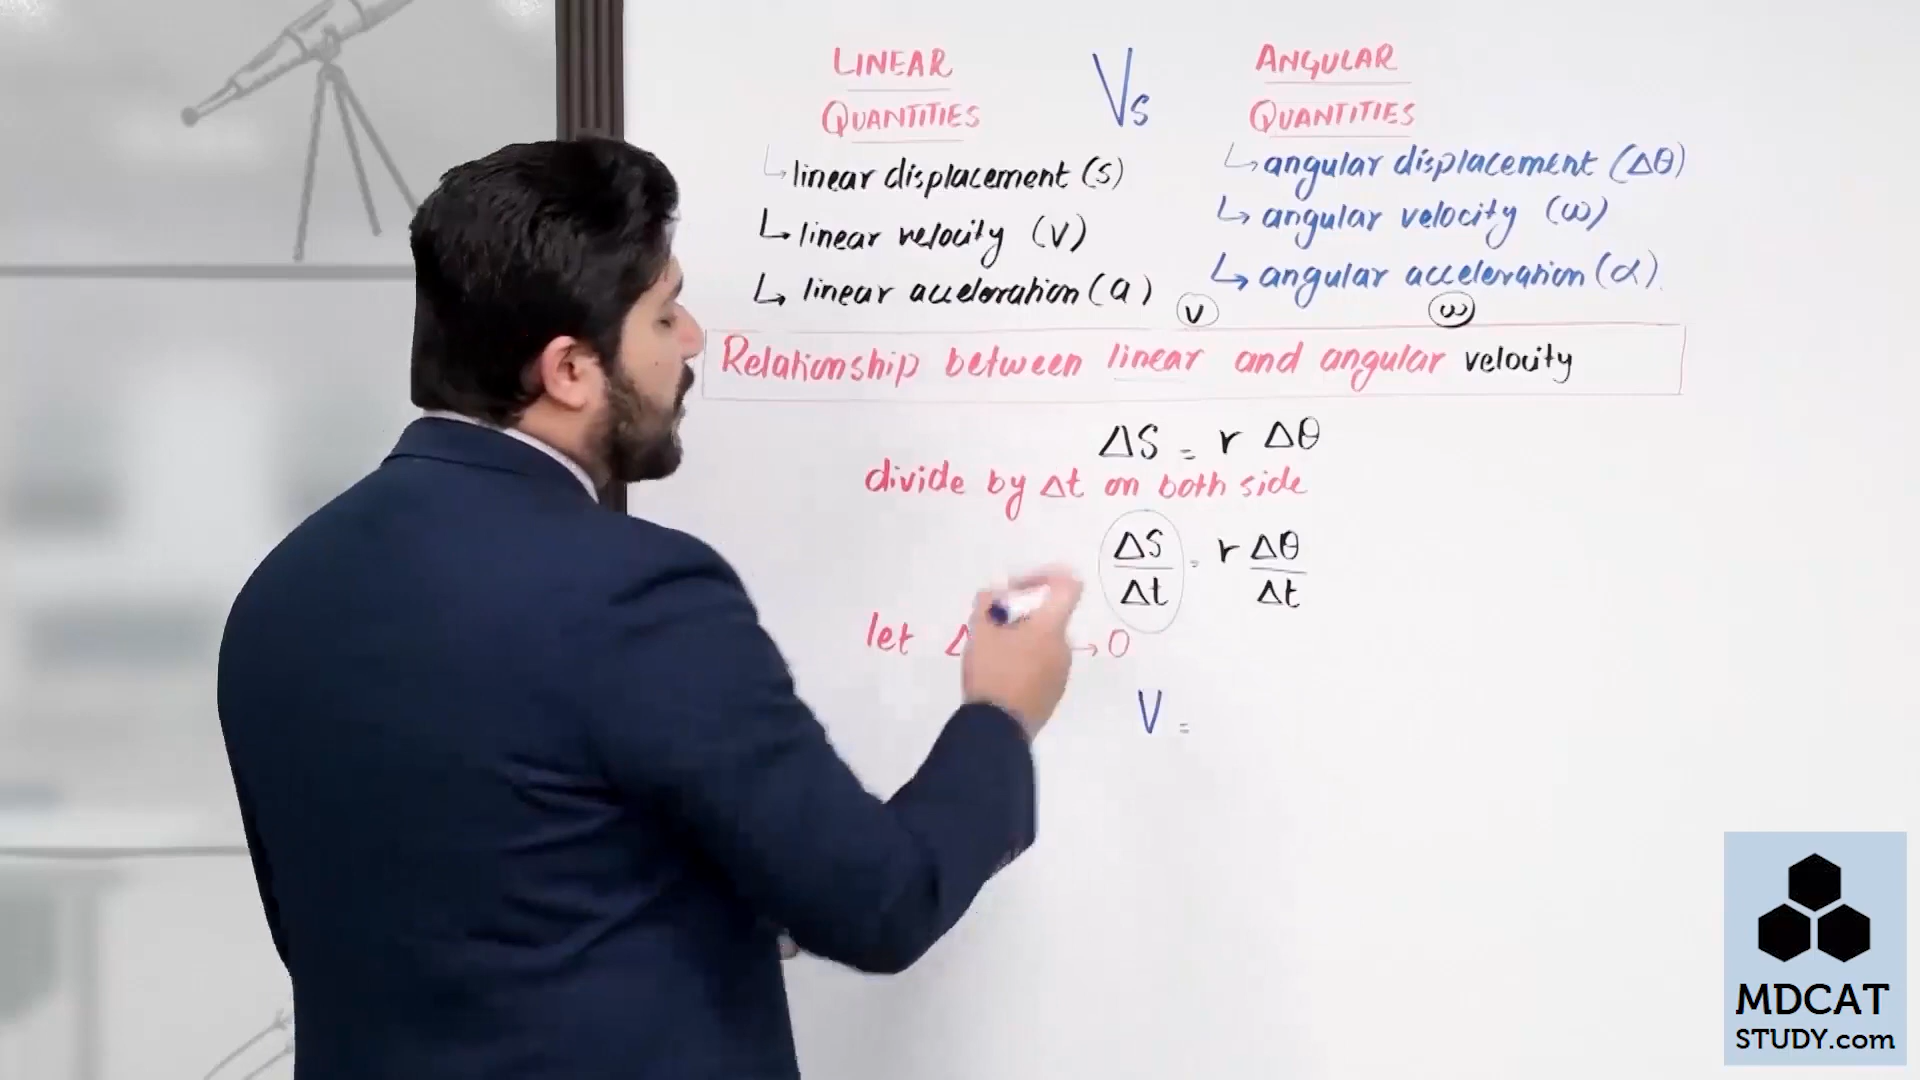 LINEAR
QUANTITIES
Vs
ANGULAR
QUANTITIES
↳ linear displacement (s)
↳ linear velocity (v)
↳ linear acceleration (a)
↳ angular displacement (Δθ)
↳ angular velocity (ω)
↳ angular acceleration (α)
v
ω
Relationship between linear and angular velocity
ΔS = r Δθ
divide by Δt on both side
ΔS/Δt = r Δθ/Δt
let Δ → 0
V =
MDCAT
STUDY.com